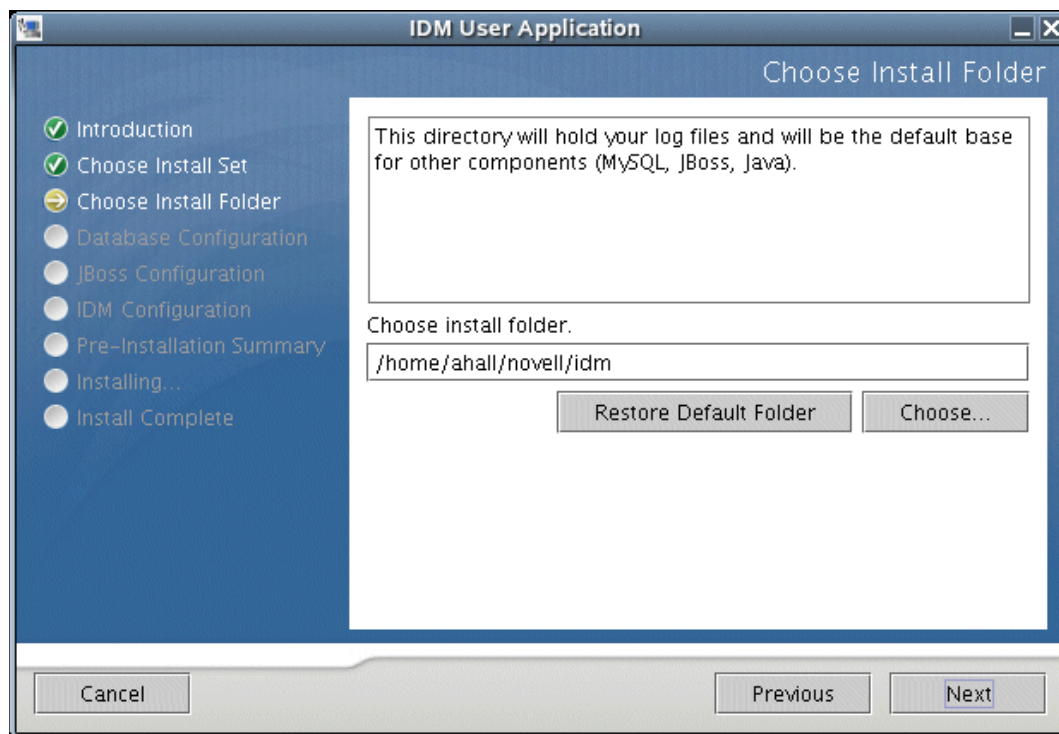 IDM User Application
Choose Install Folder
Introduction
Choose Install Set
Choose Install Folder
Database Configuration
JBoss Configuration
IDM Configuration
Pre-Installation Summary
Installing...
Install Complete
This directory will hold your log files and will be the default base
for other components (MySQL, JBoss, Java).
Choose install folder.
/home/ahall/novell/idm
Restore Default Folder
Choose...
Cancel
Previous
Next